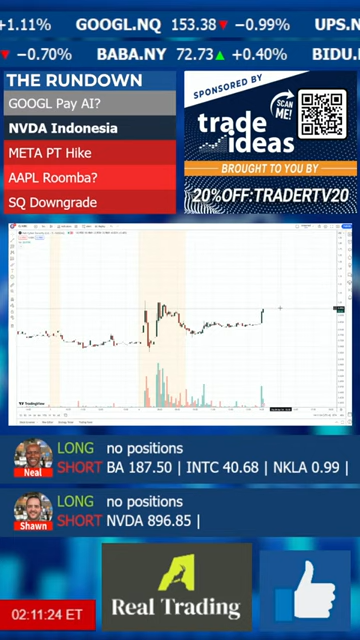 +1.11% GOOGL.NQ 153.38 −0.99% UPS.N
−0.70% BABA.NY 72.73 +0.40% BIDU.
THE RUNDOWN
GOOGL Pay AI?
NVDA Indonesia
META PT Hike
AAPL Roomba?
SQ Downgrade
SPONSORED BY
SCAN ME!
trade ideas
BROUGHT TO YOU BY
20%OFF:TRADERTV20
TradingView
Neal
LONG no positions
SHORT BA 187.50 | INTC 40.68 | NKLA 0.99 |
Shawn
LONG no positions
SHORT NVDA 896.85 |
Real Trading
02:11:24 ET